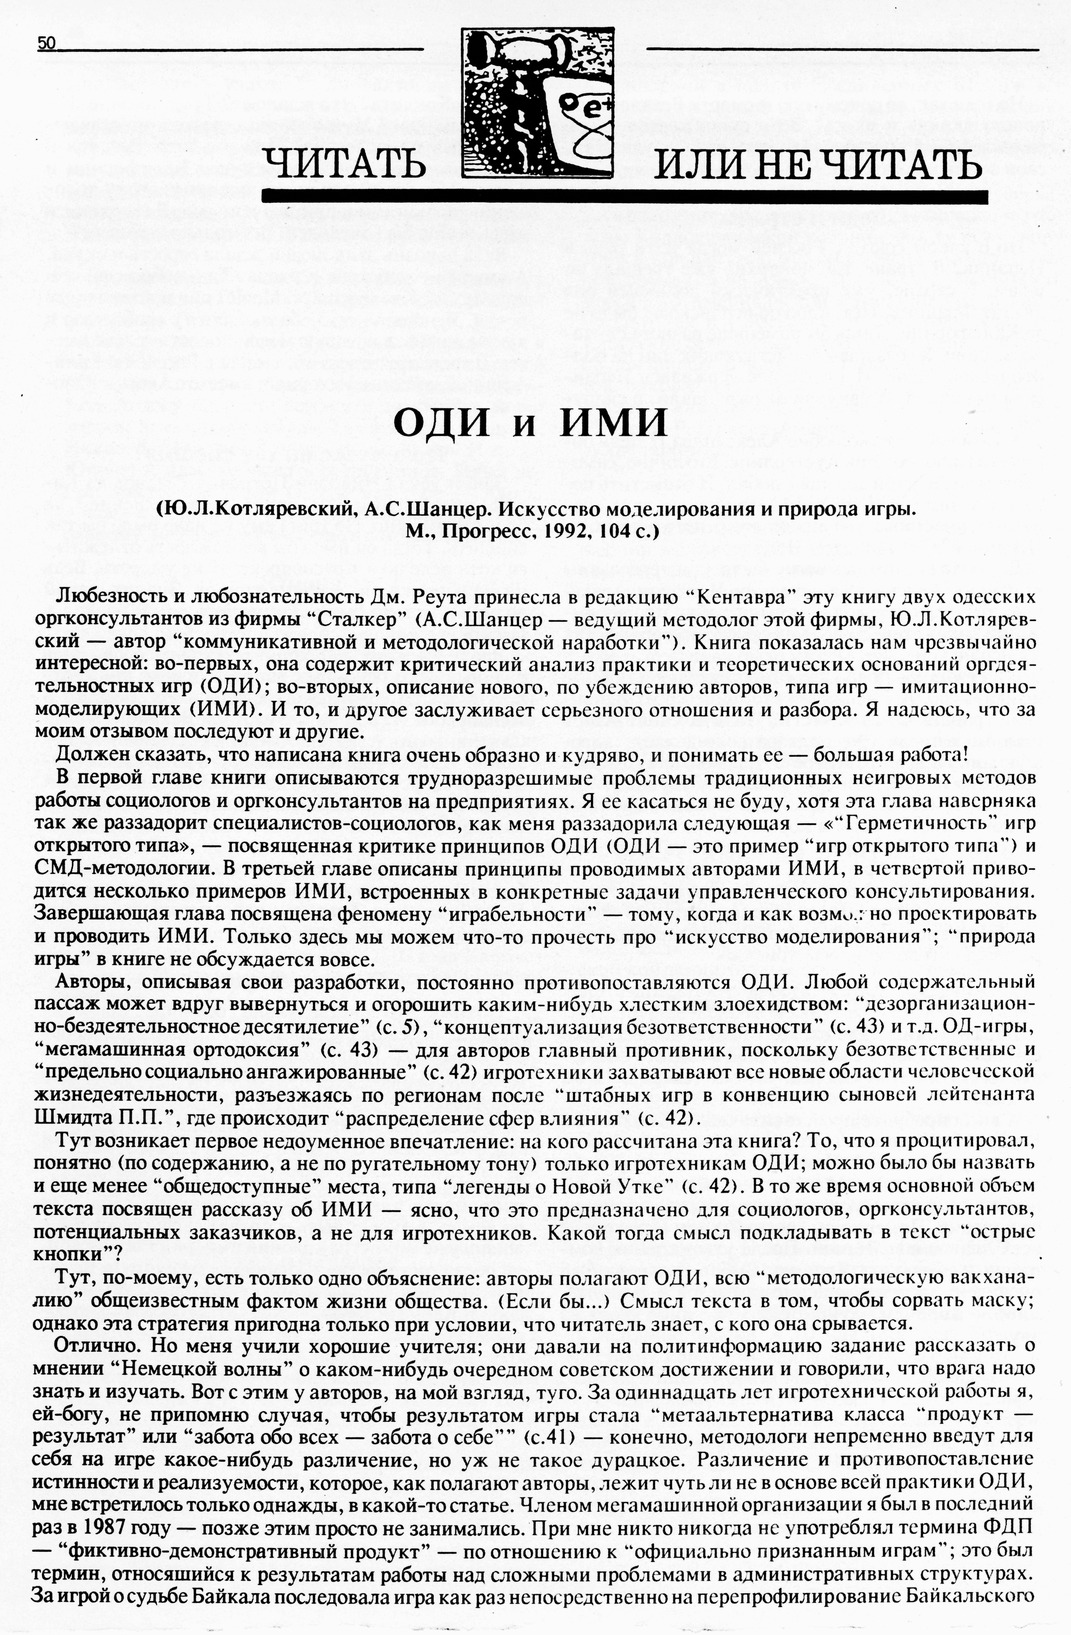 50
ЧИТАТЬ ИЛИ НЕ ЧИТАТЬ
e+
ОДИ и ИМИ
(Ю.Л.Котляревский, А.С.Шанцер. Искусство моделирования и природа игры.
М., Прогресс, 1992, 104 с.)
Любезность и любознательность Дм. Реута принесла в редакцию “Кентавра” эту книгу двух одесских
оргконсультантов из фирмы “Сталкер” (А.С.Шанцер — ведущий методолог этой фирмы, Ю.Л.Котлярев-
ский — автор “коммуникативной и методологической наработки”). Книга показалась нам чрезвычайно
интересной: во-первых, она содержит критический анализ практики и теоретических оснований оргдея-
тельностных игр (ОДИ); во-вторых, описание нового, по убеждению авторов, типа игр — имитационно-
моделирующих (ИМИ). И то, и другое заслуживает серьезного отношения и разбора. Я надеюсь, что за
моим отзывом последуют и другие.
Должен сказать, что написана книга очень образно и кудряво, и понимать ее — большая работа!
В первой главе книги описываются трудноразрешимые проблемы традиционных неигровых методов
работы социологов и оргконсультантов на предприятиях. Я ее касаться не буду, хотя эта глава наверняка
так же раззадорит специалистов-социологов, как меня раззадорила следующая — «“Герметичность” игр
открытого типа», — посвященная критике принципов ОДИ (ОДИ — это пример “игр открытого типа”) и
СМД-методологии. В третьей главе описаны принципы проводимых авторами ИМИ, в четвертой приво-
дится несколько примеров ИМИ, встроенных в конкретные задачи управленческого консультирования.
Завершающая глава посвящена феномену “играбельности” — тому, когда и как возможно проектировать
и проводить ИМИ. Только здесь мы можем что-то прочесть про “искусство моделирования”; “природа
игры” в книге не обсуждается вовсе.
Авторы, описывая свои разработки, постоянно противопоставляются ОДИ. Любой содержательный
пассаж может вдруг вывернуться и огорошить каким-нибудь хлестким злоехидством: “дезорганизацион-
но-бездеятельностное десятилетие” (с. 5), “концептуализация безответственности” (с. 43) и т.д. ОД-игры,
“мегамашинная ортодоксия” (с. 43) — для авторов главный противник, поскольку безответственные и
“предельно социально ангажированные” (с. 42) игротехники захватывают все новые области человеческой
жизнедеятельности, разъезжаясь по регионам после “штабных игр в конвенцию сыновей лейтенанта
Шмидта П.П.”, где происходит “распределение сфер влияния” (с. 42).
Тут возникает первое недоуменное впечатление: на кого рассчитана эта книга? То, что я процитировал,
понятно (по содержанию, а не по ругательному тону) только игротехникам ОДИ; можно было бы назвать
и еще менее “общедоступные” места, типа “легенды о Новой Утке” (с. 42). В то же время основной объем
текста посвящен рассказу об ИМИ — ясно, что это предназначено для социологов, оргконсультантов,
потенциальных заказчиков, а не для игротехников. Какой тогда смысл подкладывать в текст “острые
кнопки”?
Тут, по-моему, есть только одно объяснение: авторы полагают ОДИ, всю “методологическую вакхана-
лию” общеизвестным фактом жизни общества. (Если бы...) Смысл текста в том, чтобы сорвать маску;
однако эта стратегия пригодна только при условии, что читатель знает, с кого она срывается.
Отлично. Но меня учили хорошие учителя; они давали на политинформацию задание рассказать о
мнении “Немецкой волны” о каком-нибудь очередном советском достижении и говорили, что врага надо
знать и изучать. Вот с этим у авторов, на мой взгляд, туго. За одиннадцать лет игротехнической работы я,
ей-богу, не припомню случая, чтобы результатом игры стала “метаальтернатива класса “продукт —
результат” или “забота обо всех — забота о себе”” (с.41) — конечно, методологи непременно введут для
себя на игре какое-нибудь различение, но уж не такое дурацкое. Различение и противопоставление
истинности и реализуемости, которое, как полагают авторы, лежит чуть ли не в основе всей практики ОДИ,
мне встретилось только однажды, в какой-то статье. Членом мегамашинной организации я был в последний
раз в 1987 году — позже этим просто не занимались. При мне никто никогда не употреблял термина ФДП
— “фиктивно-демонстративный продукт” — по отношению к “официально признанным играм”; это был
термин, относяшийся к результатам работы над сложными проблемами в административных структурах.
За игрой о судьбе Байкала последовала игра как раз непосредственно на перепрофилирование Байкальского